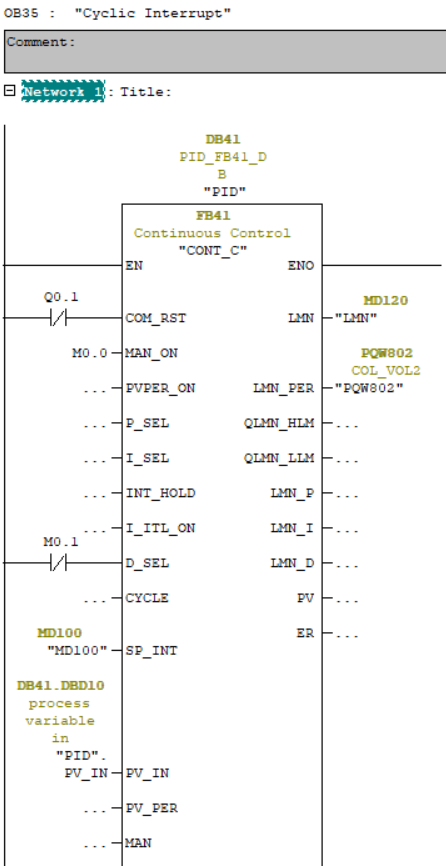 OB35 :  "Cyclic Interrupt"
Comment:
Network 1: Title:
DB41
PID_FB41_D
B
"PID"
FB41
Continuous Control
"CONT_C"
EN ENO
Q0.1 MD120
COM_RST LMN "LMN"
M0.0 MAN_ON PQW802
COL_VOL2
... PVPER_ON LMN_PER "PQW802"
... P_SEL QLMN_HLM ...
... I_SEL QLMN_LLM ...
... INT_HOLD LMN_P ...
... I_ITL_ON LMN_I ...
M0.1
D_SEL LMN_D ...
... CYCLE PV ...
MD100 ER ...
"MD100" SP_INT
DB41.DBD10
process
variable
in
"PID".
PV_IN PV_IN
... PV_PER
... MAN